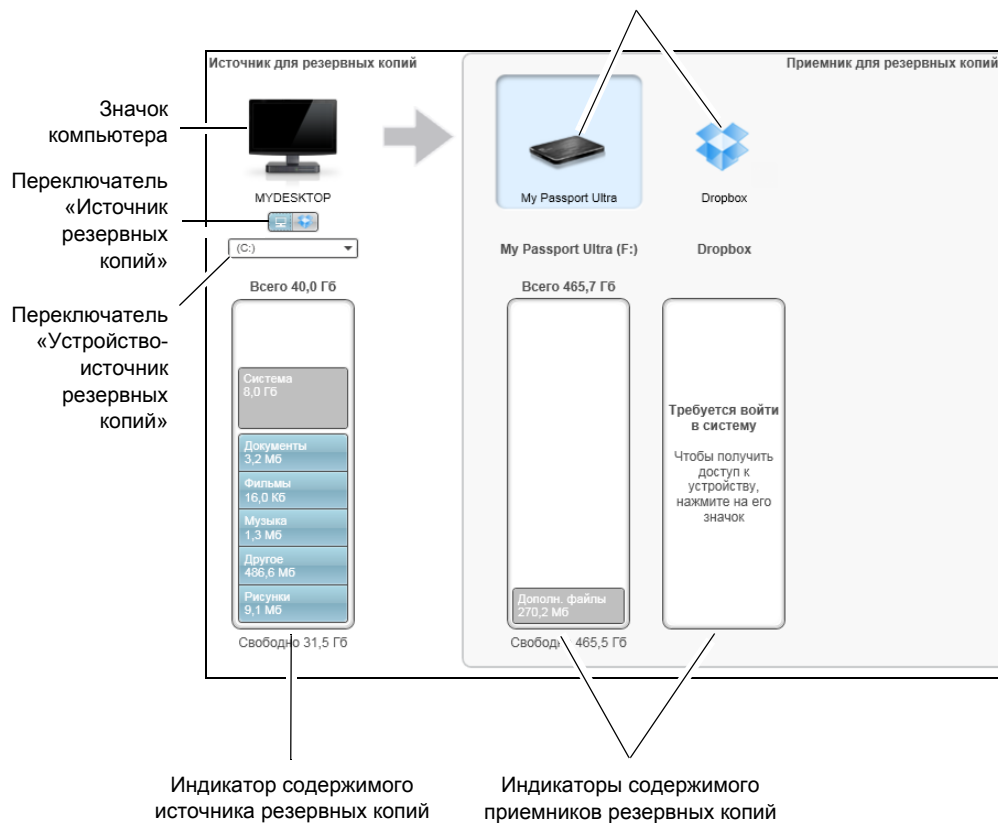 Источник для резервных копий
Приемник для резервных копий
Значок
компьютера
MYDESKTOP
My Passport Ultra
Dropbox
Переключатель
«Источник
резервных
копий»
(C:)
My Passport Ultra (F:)
Dropbox
Всего 40,0 Гб
Всего 465,7 Гб
Переключатель
«Устройство-
источник
резервных
копий»
Система
8,0 Гб
Документы
3,2 Мб
Фильмы
16,0 Кб
Музыка
1,3 Мб
Другое
486,6 Мб
Рисунки
9,1 Мб
Свободно 31,5 Гб
Дополн. файлы
270,2 Мб
Свободно 465,5 Гб
Требуется войти
в систему
Чтобы получить
доступ к
устройству,
нажмите на его
значок
Индикатор содержимого
источника резервных копий
Индикаторы содержимого
приемников резервных копий